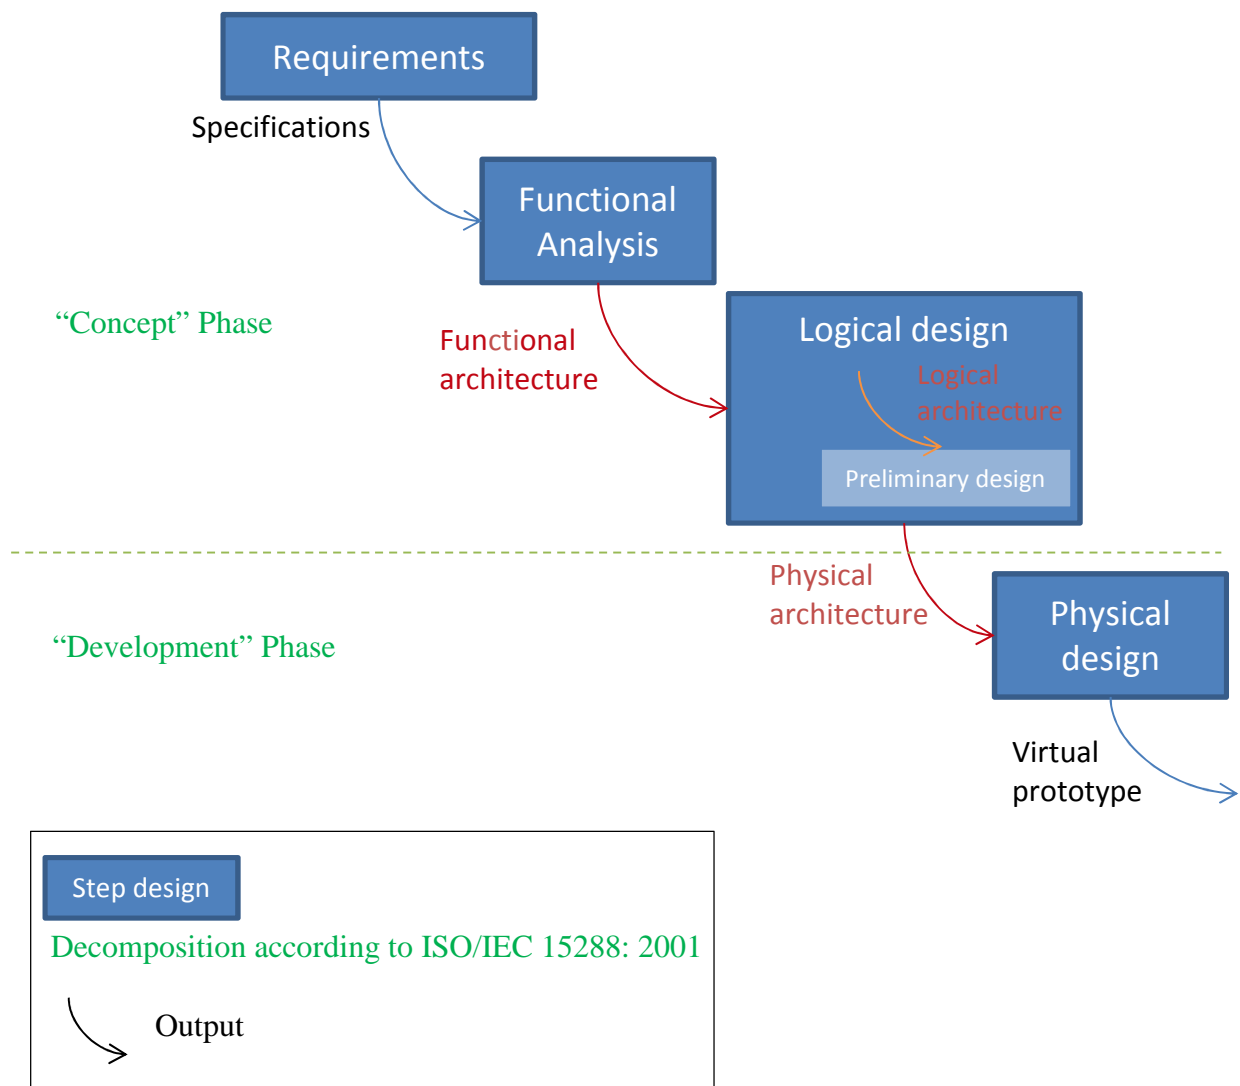 Requirements
Specifications
Functional
Analysis
“Concept” Phase
Functional
architecture
Logical design
Logical
architecture
Preliminary design
Physical
architecture
Physical
design
“Development” Phase
Virtual
prototype
Step design
Decomposition according to ISO/IEC 15288: 2001
Output